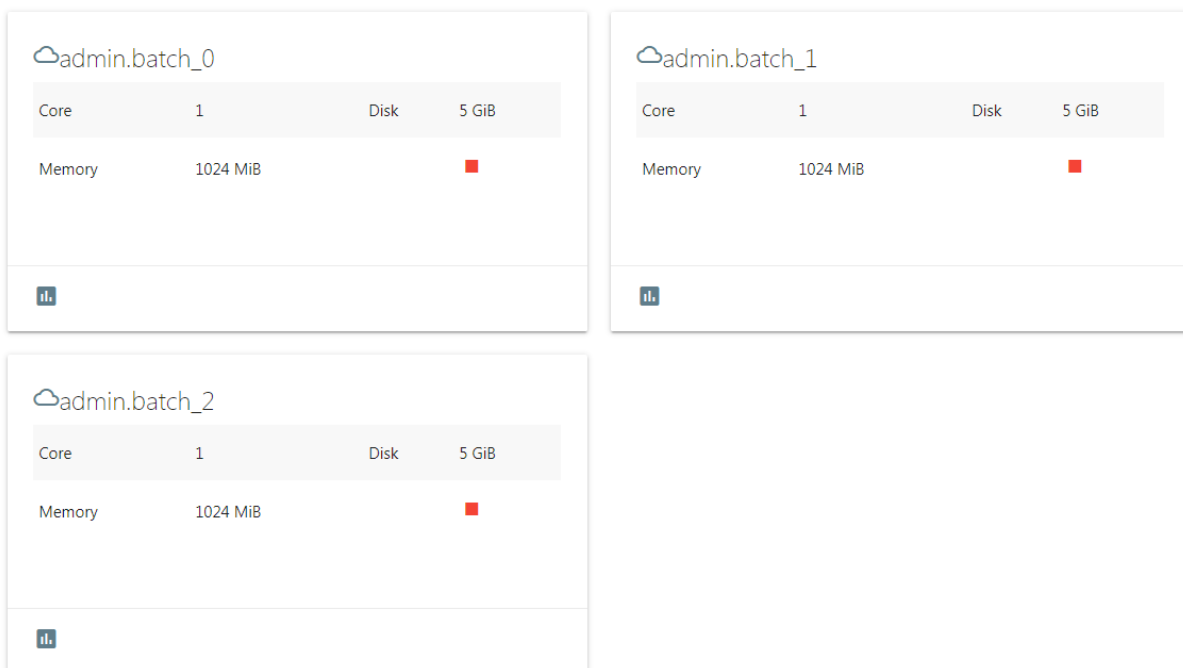 admin.batch_0
Core 1 Disk 5 GiB
Memory 1024 MiB
admin.batch_1
Core 1 Disk 5 GiB
Memory 1024 MiB
admin.batch_2
Core 1 Disk 5 GiB
Memory 1024 MiB